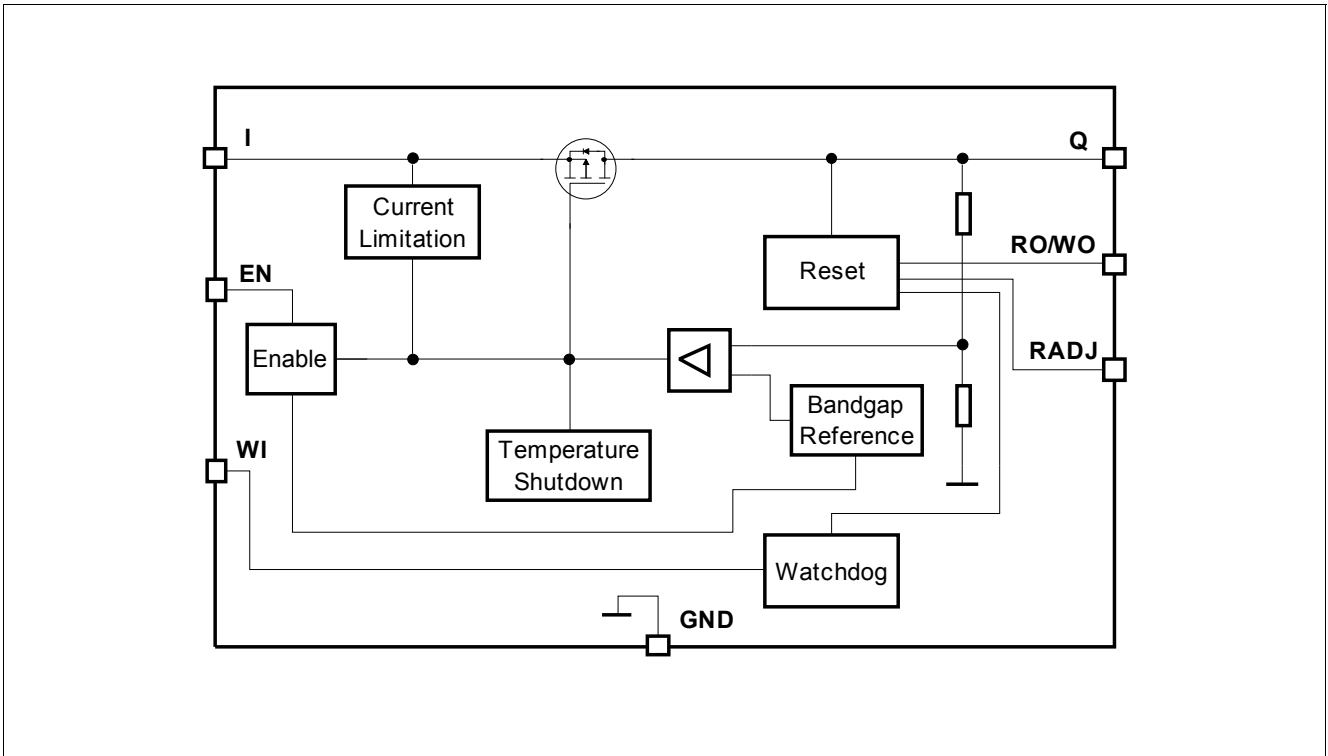 I
Q
Current
Limitation
RO/WO
Reset
EN
Enable
RADJ
Bandgap
Reference
WI
Temperature
Shutdown
Watchdog
GND